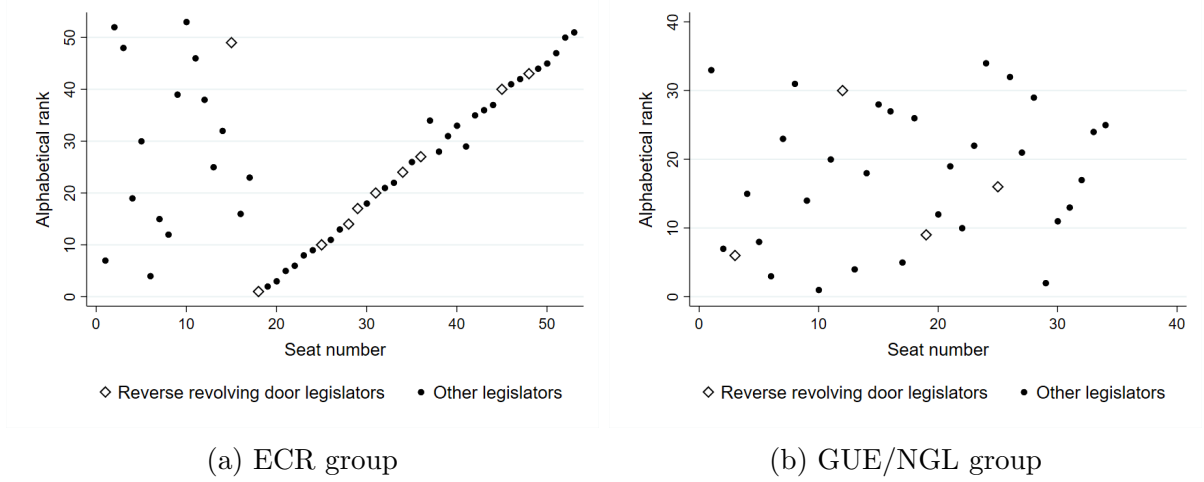 Alphabetical rank
50
40
30
20
10
0
0 10 20 30 40 50
Seat number
Reverse revolving door legislators Other legislators
(a) ECR group
Alphabetical rank
40
30
20
10
0
0 10 20 30 40
Seat number
Reverse revolving door legislators Other legislators
(b) GUE/NGL group